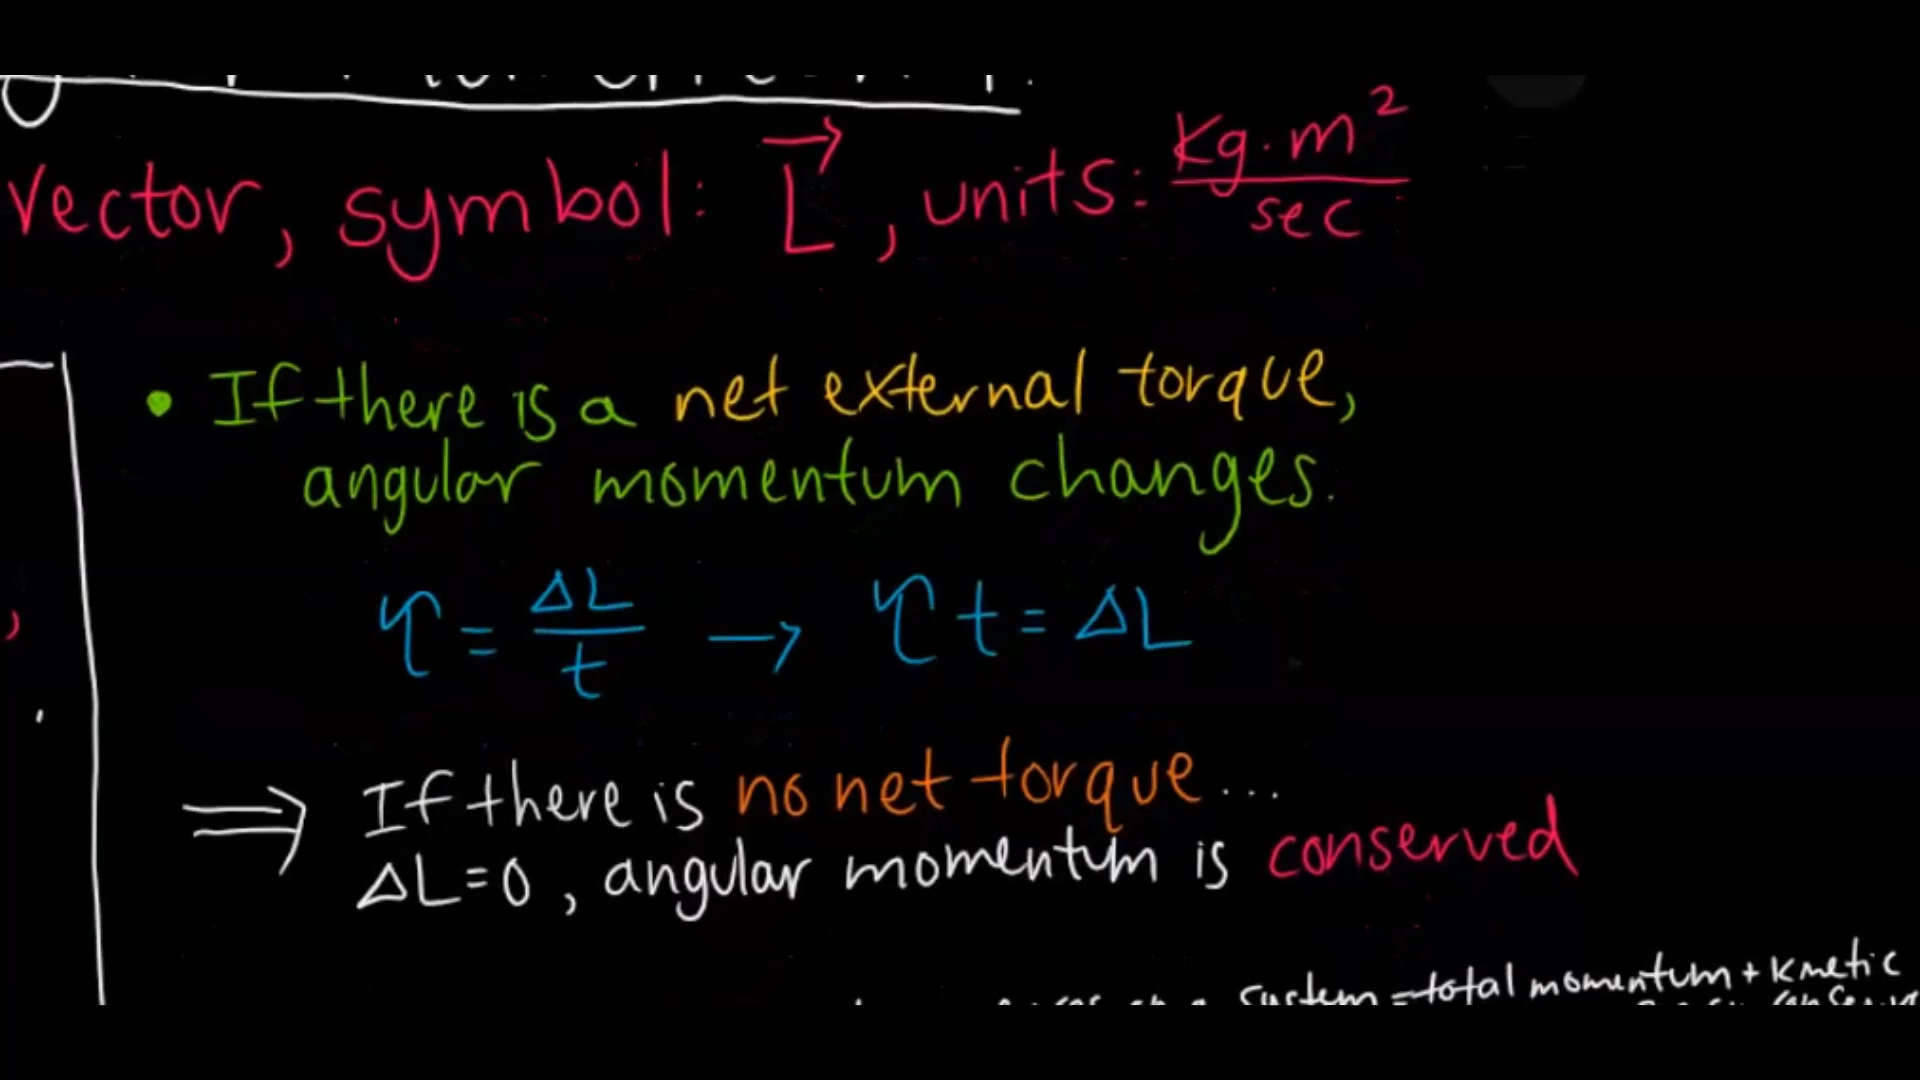 vector, symbol: L⃗, units: kg·m²/sec
• If there is a net external torque,
angular momentum changes.
τ = ΔL/t → τt = ΔL
⇒ If there is no net torque...
ΔL=0, angular momentum is conserved
system = total momentum + kinetic